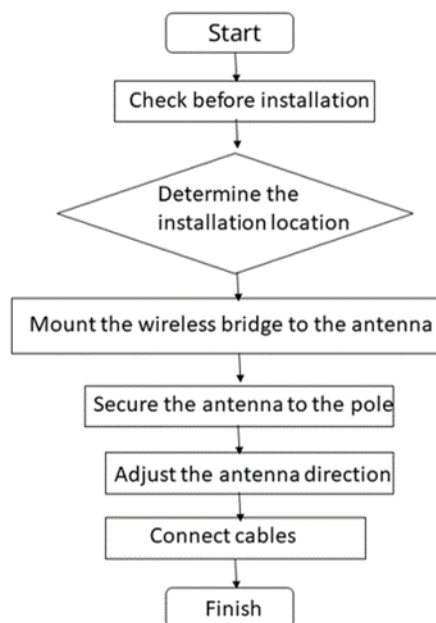 Start
Check before installation
Determine the
installation location
Mount the wireless bridge to the antenna
Secure the antenna to the pole
Adjust the antenna direction
Connect cables
Finish